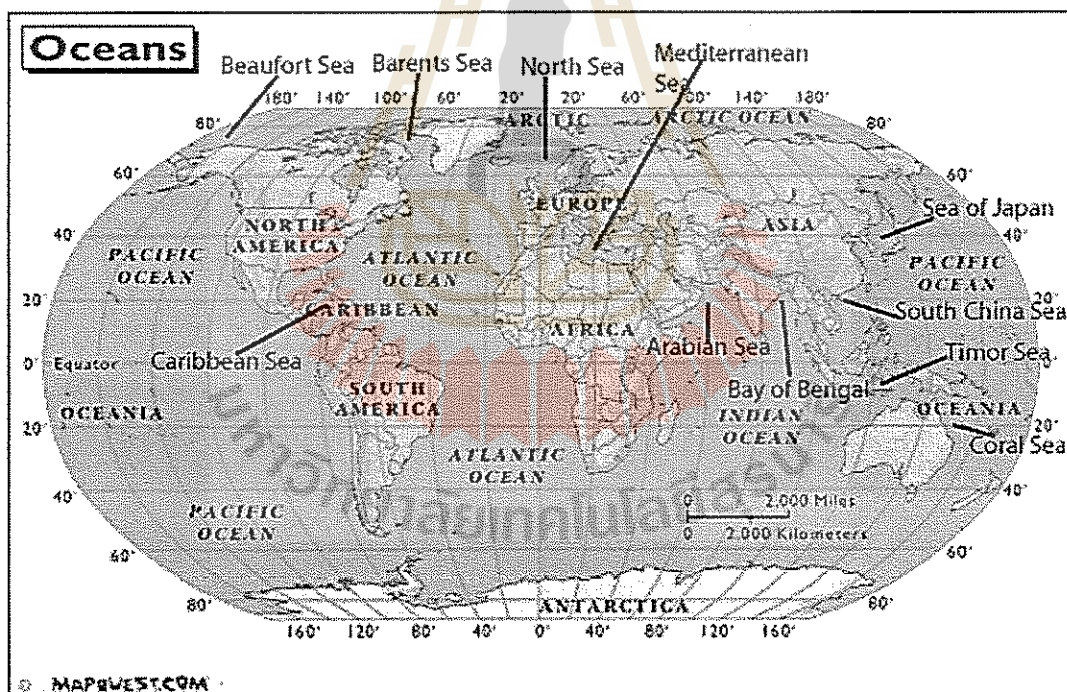 Oceans
Beaufort Sea
Barents Sea
North Sea
Mediterranean
Sea
180° 140° 100° 60° 20° 20° 60° 100° 140° 180°
80°
ARCTIC
ARCTIC OCEAN
80°
60°
60°
NORTH
AMERICA
EUROPE
ASIA
Sea of Japan
40°
40°
PACIFIC
OCEAN
ATLANTIC
OCEAN
PACIFIC
OCEAN
20°
CARIBBEAN
AFRICA
20°
South China Sea
Caribbean Sea
Arabian Sea
Timor Sea
0°
Equator
0°
Bay of Bengal
OCEANIA
SOUTH
AMERICA
INDIAN
OCEAN
OCEANIA
20°
20°
Coral Sea
ATLANTIC
OCEAN
40°
40°
PACIFIC
OCEAN
0 2,000 Miles
0 2,000 Kilometers
60°
60°
80°
ANTARCTICA
80°
160° 120° 80° 40° 0° 40° 80° 120° 160°
© MAPQUEST.COM